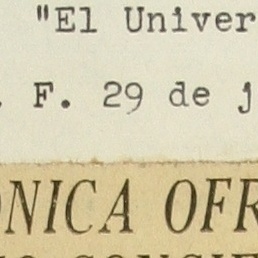 "El Univer
. F. 29 de j
ONICA OFR